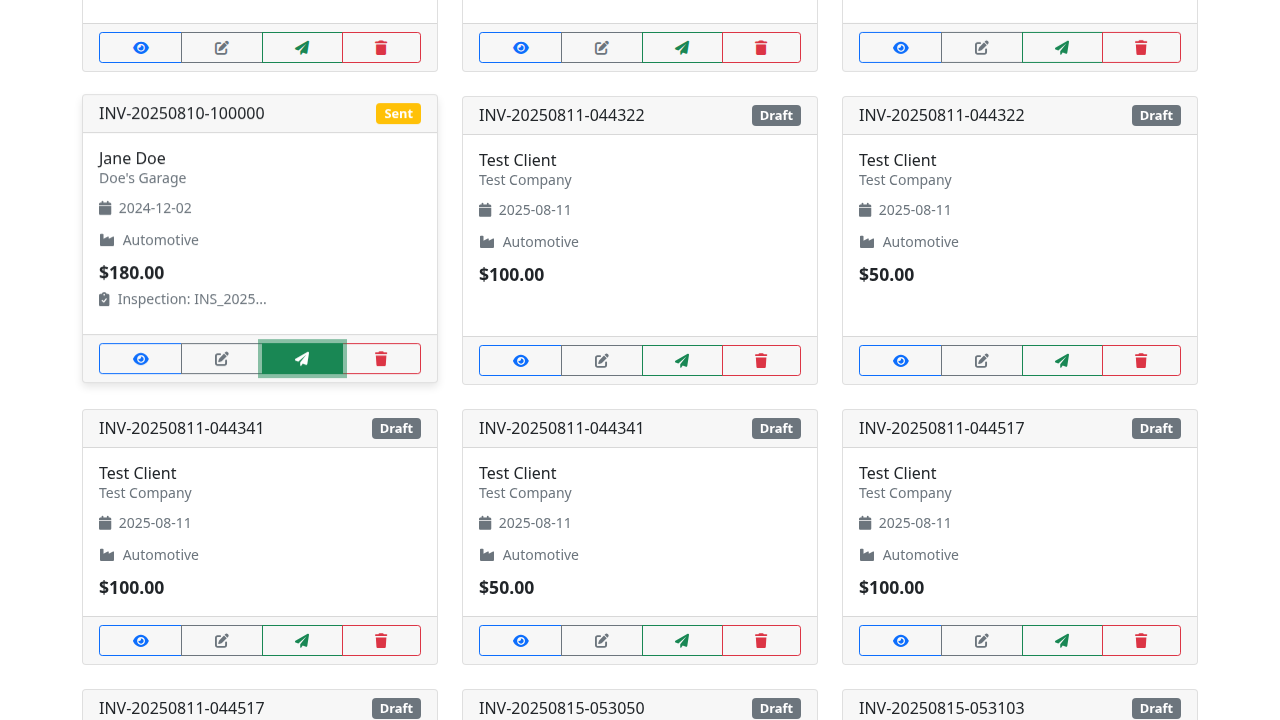 INV-20250810-100000 Sent
Jane Doe
Doe's Garage
2024-12-02
Automotive
$180.00
Inspection: INS_2025...
INV-20250811-044322 Draft
Test Client
Test Company
2025-08-11
Automotive
$100.00
INV-20250811-044322 Draft
Test Client
Test Company
2025-08-11
Automotive
$50.00
INV-20250811-044341 Draft
Test Client
Test Company
2025-08-11
Automotive
$100.00
INV-20250811-044341 Draft
Test Client
Test Company
2025-08-11
Automotive
$50.00
INV-20250811-044517 Draft
Test Client
Test Company
2025-08-11
Automotive
$100.00
INV-20250811-044517 Draft
INV-20250815-053050 Draft
INV-20250815-053103 Draft